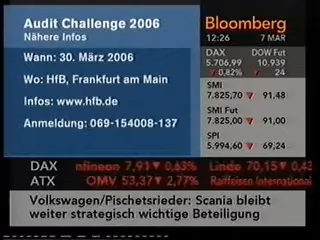 Audit Challenge 2006
Nähere Infos
Wann: 30. März 2006
Wo: HfB, Frankfurt am Main
Infos: www.hfb.de
Anmeldung: 069-154008-137
Bloomberg
12:26 7 MAR
DAX DOW Fut
5.706,99 10.939
▼0,82% ▼ 24
SMI
7.825,70 ▼ 91,48
SMI Fut
7.825,00 ▼ 91,00
SPI
5.994,60 ▼ 69,24
DAX nfineon 7,91 ▼ 0,63% Linde 70,15 ▼ 0,4
ATX OMV 53,37 ▼ 2,77% Raiffeisen Internationa
Volkswagen/Pischetsrieder: Scania bleibt
weiter strategisch wichtige Beteiligung